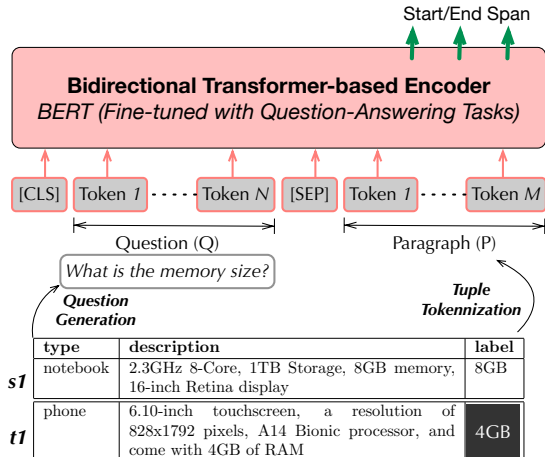 Start/End Span
Bidirectional Transformer-based Encoder
BERT (Fine-tuned with Question-Answering Tasks)
[CLS] Token 1 ...... Token N [SEP] Token 1 ...... Token M
Question (Q) Paragraph (P)
What is the memory size?
Question Generation
Tuple Tokennization
type description label
s1 notebook 2.3GHz 8-Core, 1TB Storage, 8GB memory, 8GB
16-inch Retina display
t1 phone 6.10-inch touchscreen, a resolution of
828x1792 pixels, A14 Bionic processor, and 4GB
come with 4GB of RAM